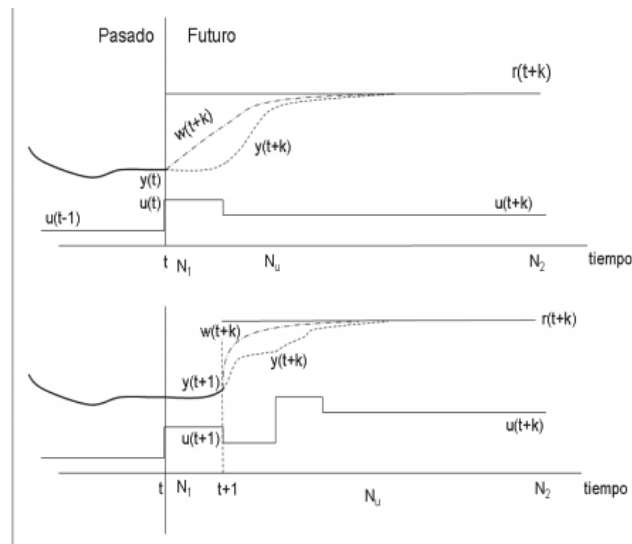 Pasado Futuro
r(t+k)
w(t+k)
y(t+k)
y(t)
u(t)
u(t-1) u(t+k)
t N₁ Nᵤ N₂ tiempo
w(t+k) r(t+k)
y(t+k)
y(t+1)
u(t+1) u(t+k)
t N₁ t+1 Nᵤ N₂ tiempo